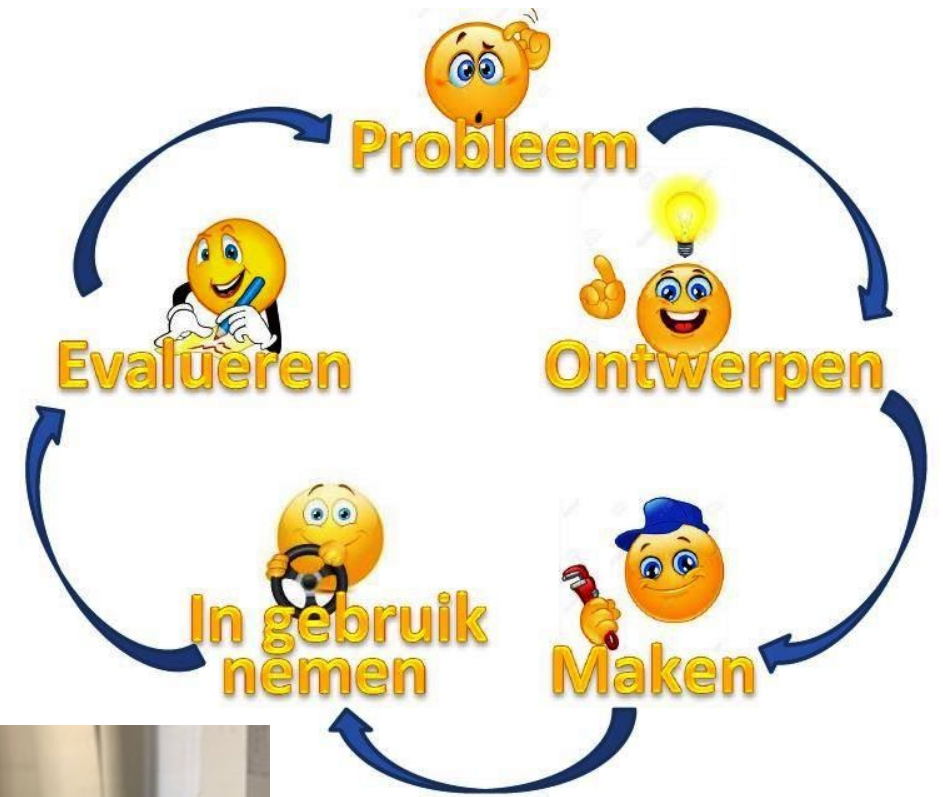 Probleem
Ontwerpen
Maken
In gebruik
nemen
Evalueren